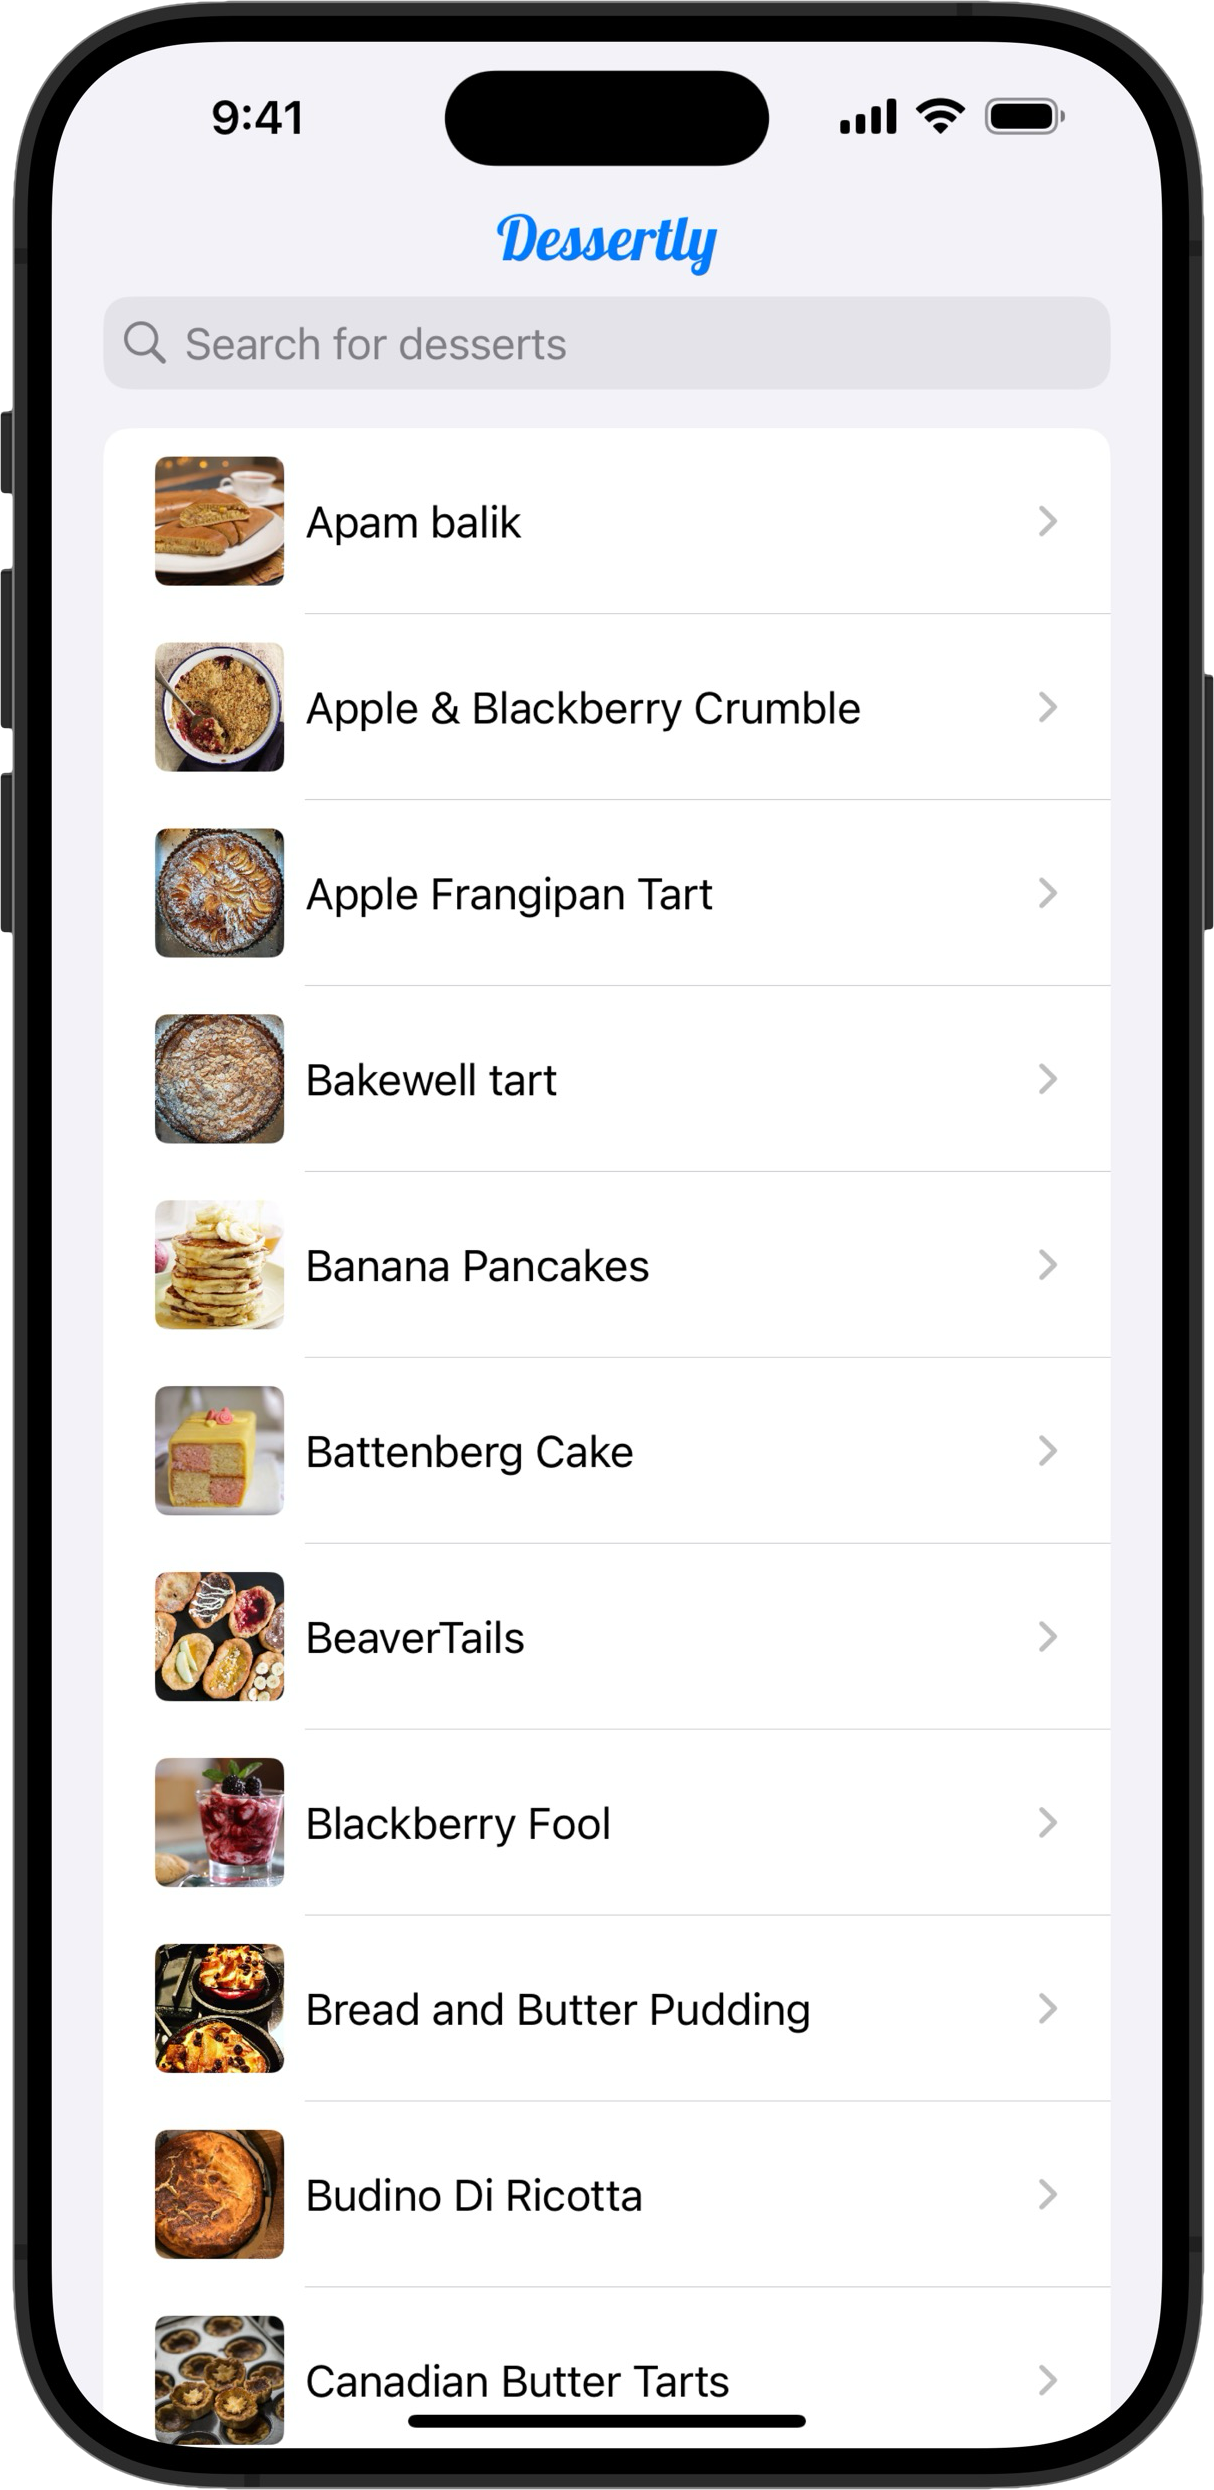 9:41
Dessertly
Search for desserts
Apam balik
Apple & Blackberry Crumble
Apple Frangipan Tart
Bakewell tart
Banana Pancakes
Battenberg Cake
BeaverTails
Blackberry Fool
Bread and Butter Pudding
Budino Di Ricotta
Canadian Butter Tarts